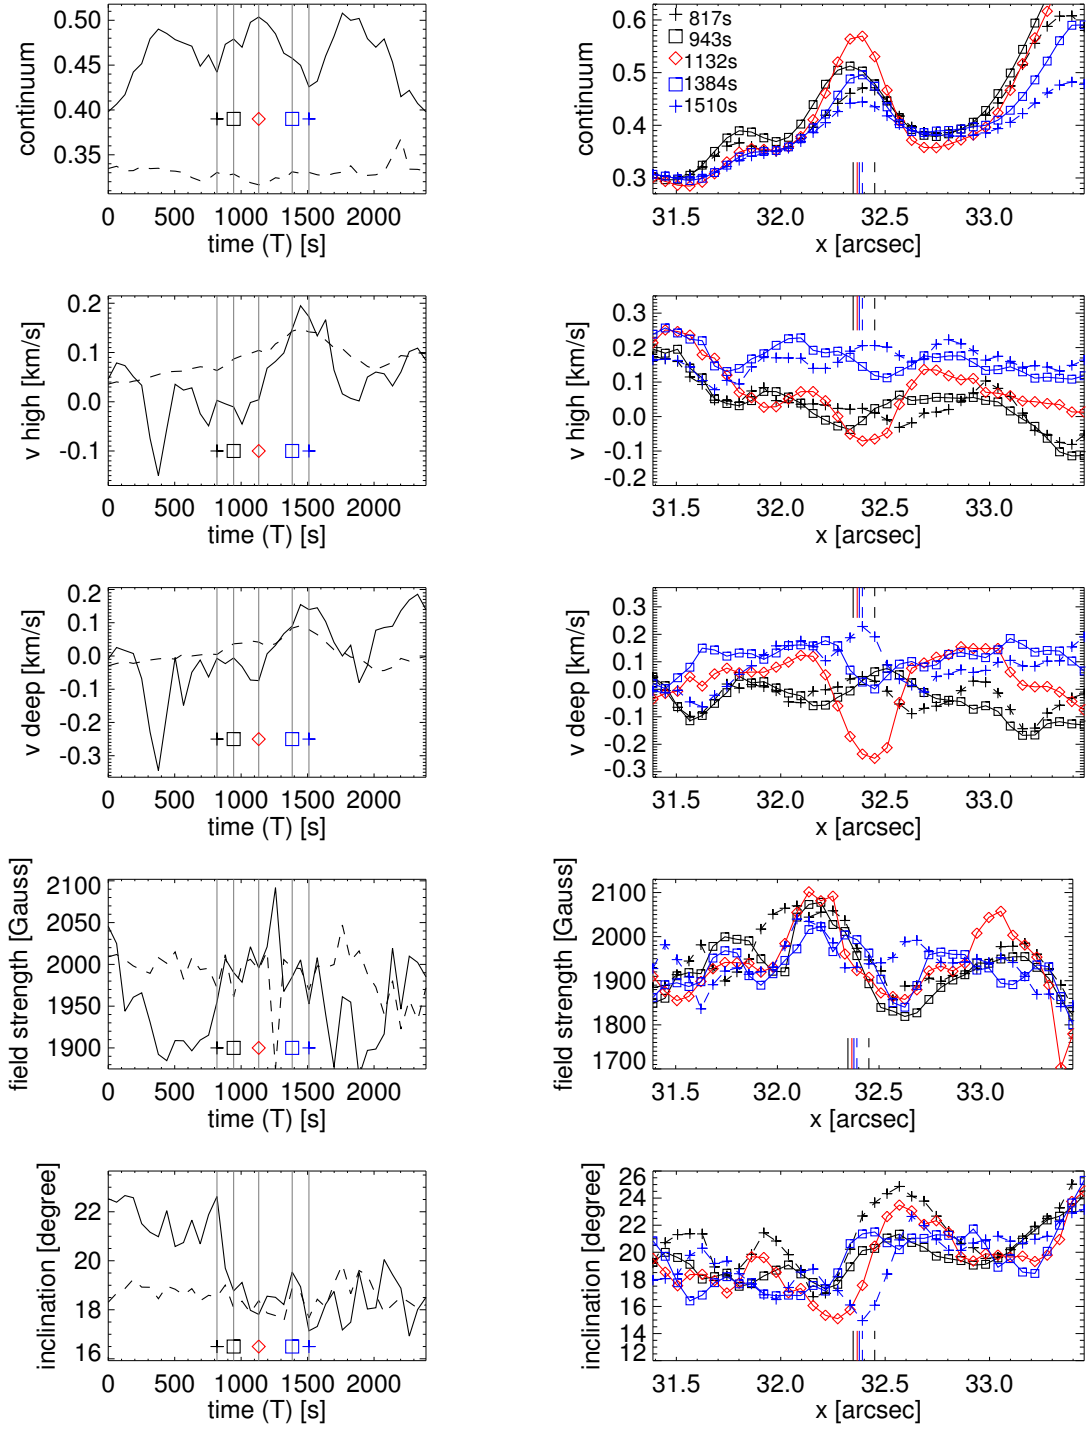 continuum
0.50
0.45
0.40
0.35
0 500 1000 1500 2000
time (T) [s]
continuum
0.6
0.5
0.4
0.3
817s
943s
1132s
1384s
1510s
31.5 32.0 32.5 33.0
x [arcsec]
v high [km/s]
0.2
0.1
0.0
-0.1
0 500 1000 1500 2000
time (T) [s]
v high [km/s]
0.3
0.2
0.1
0.0
-0.1
-0.2
31.5 32.0 32.5 33.0
x [arcsec]
v deep [km/s]
0.2
0.1
0.0
-0.1
-0.2
-0.3
0 500 1000 1500 2000
time (T) [s]
v deep [km/s]
0.3
0.2
0.1
0.0
-0.1
-0.2
-0.3
31.5 32.0 32.5 33.0
x [arcsec]
field strength [Gauss]
2100
2050
2000
1950
1900
0 500 1000 1500 2000
time (T) [s]
field strength [Gauss]
2100
2000
1900
1800
1700
31.5 32.0 32.5 33.0
x [arcsec]
inclination [degree]
22
20
18
16
0 500 1000 1500 2000
time (T) [s]
inclination [degree]
26
24
22
20
18
16
14
12
31.5 32.0 32.5 33.0
x [arcsec]